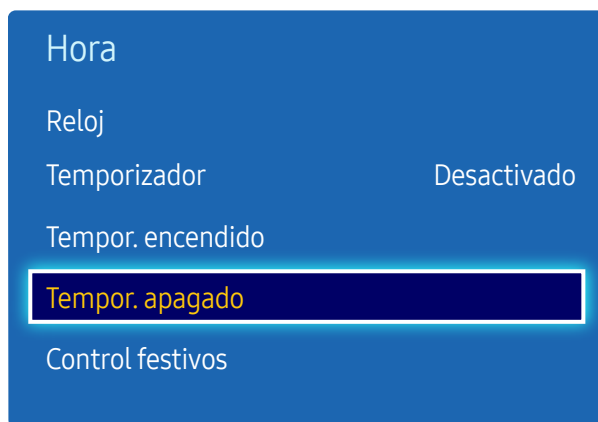 Hora
Reloj
Temporizador Desactivado
Tempor. encendido
Tempor. apagado
Control festivos